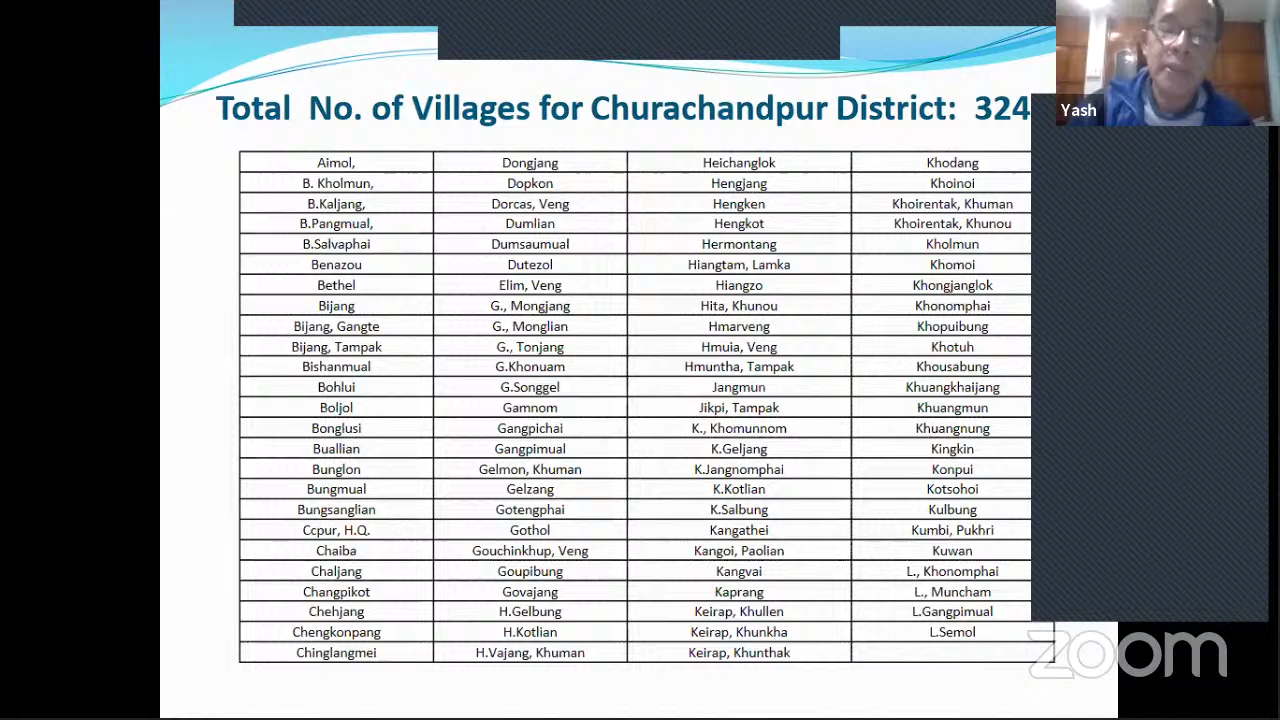 Total No. of Villages for Churachandpur District: 324
Yash
Aimol, Dongjang Heichanglok Khodang
B. Kholmun, Dopkon Hengjang Khoinoi
B.Kaljang, Dorcas, Veng Hengken Khoirentak, Khuman
B.Pangmual, Dumlian Hengkot Khoirentak, Khunou
B.Salvaphai Dumsaumual Hermontang Kholmun
Benazou Dutezol Hiangtam, Lamka Khomoi
Bethel Elim, Veng Hiangzo Khongjanglok
Bijang G., Mongjang Hita, Khunou Khonomphai
Bijang, Gangte G., Monglian Hmarveng Khopuibung
Bijang, Tampak G., Tonjang Hmuia, Veng Khotuh
Bishanmual G.Khonuam Hmuntha, Tampak Khousabung
Bohlui G.Songgel Jangmun Khuangkhaijang
Boljol Gamnom Jikpi, Tampak Khuangmun
Bonglusi Gangpichai K., Khomunnom Khuangnung
Buallian Gangpimual K.Geljang Kingkin
Bunglon Gelmon, Khuman K.Jangnomphai Konpui
Bungmual Gelzang K.Kotlian Kotsohoi
Bungsanglian Gotengphai K.Salbung Kulbung
Ccpur, H.Q. Gothol Kangathei Kumbi, Pukhri
Chaiba Gouchinkhup, Veng Kangoi, Paolian Kuwan
Chaljang Goupibung Kangvai L., Khonomphai
Changpikot Govajang Kaprang L., Muncham
Chehjang H.Gelbung Keirap, Khullen L.Gangpimual
Chengkonpang H.Kotlian Keirap, Khunkha L.Semol
Chinglangmei H.Vajang, Khuman Keirap, Khunthak
zoom